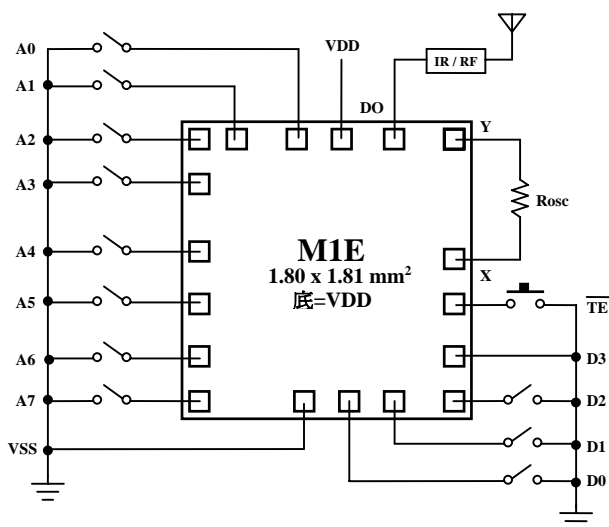 A0
A1
A2
A3
A4
A5
A6
A7
VSS
VDD
DO
IR / RF
Y
Rosc
X
M1E
1.80 x 1.81 mm²
底=VDD
TE
D3
D2
D1
D0